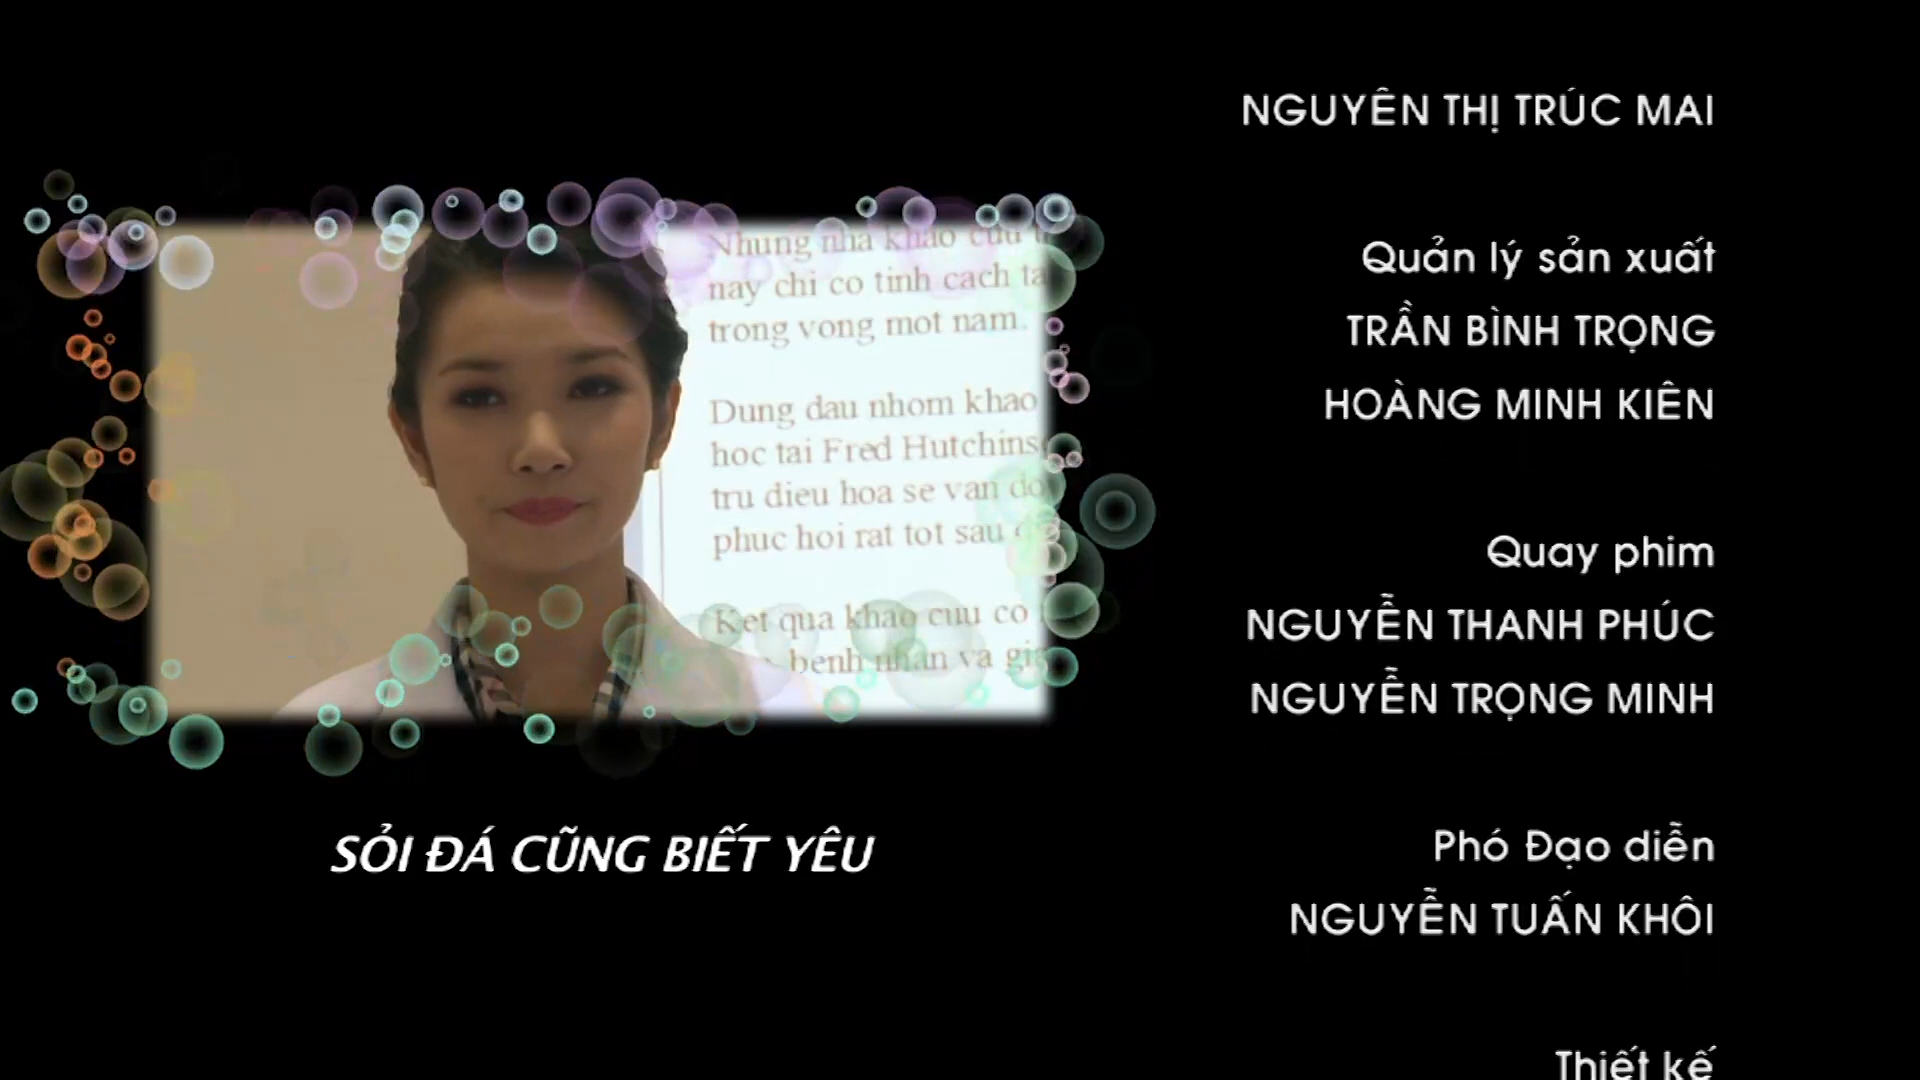 Nhung nha khao cuu
nay chi co tinh cach ta
trong vong mot nam.
Dung dau nhom khao
hoc tai Fred Hutchins
tru dieu hoa se van do
phuc hoi rat tot sau
Ket qua khao cuu co
benh nhan va gi
SỎI ĐÁ CŨNG BIẾT YÊU
NGUYÊN THỊ TRÚC MAI
Quản lý sản xuất
TRẦN BÌNH TRỌNG
HOÀNG MINH KIÊN
Quay phim
NGUYỄN THANH PHÚC
NGUYỄN TRỌNG MINH
Phó Đạo diễn
NGUYỄN TUẤN KHÔI
Thiết kế